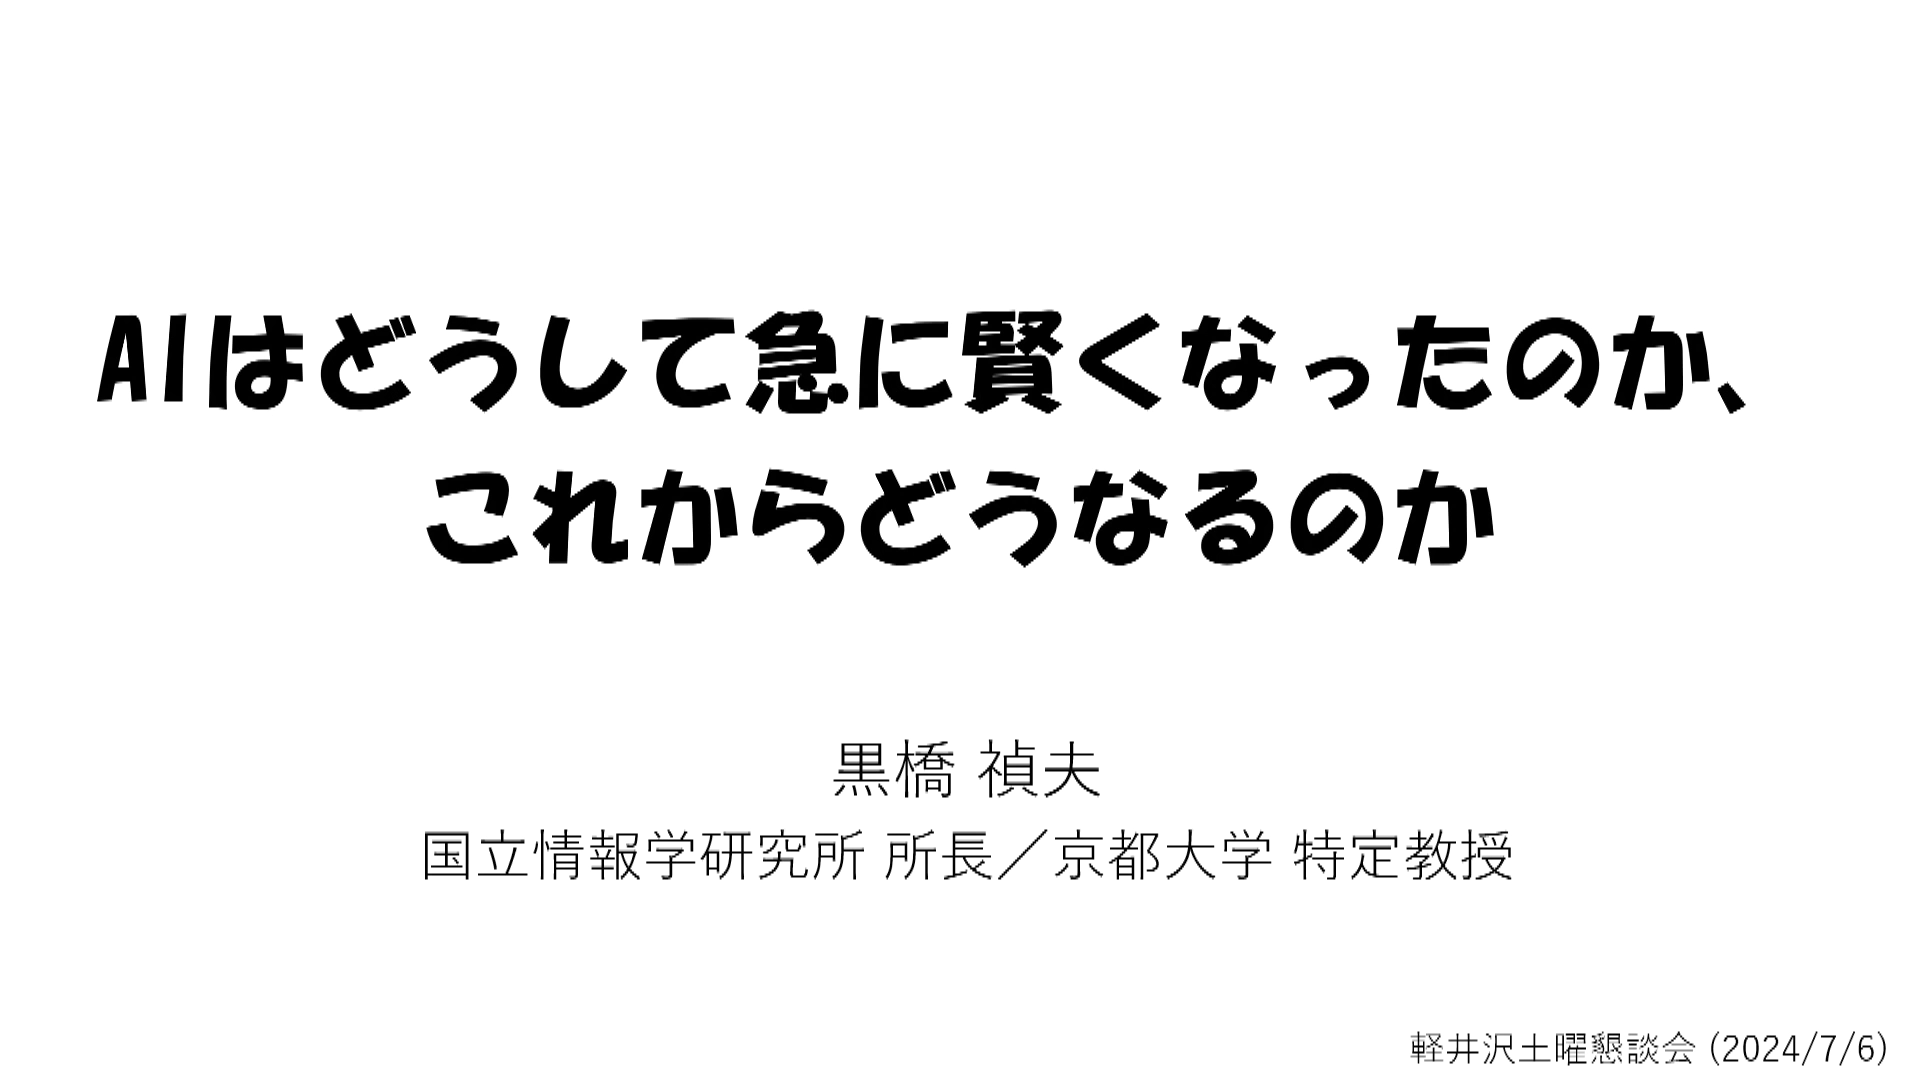 AIはどうして急に賢くなったのか、
これからどうなるのか
黒橋 禎夫
国立情報学研究所 所長／京都大学 特定教授
軽井沢土曜懇談会 (2024/7/6)